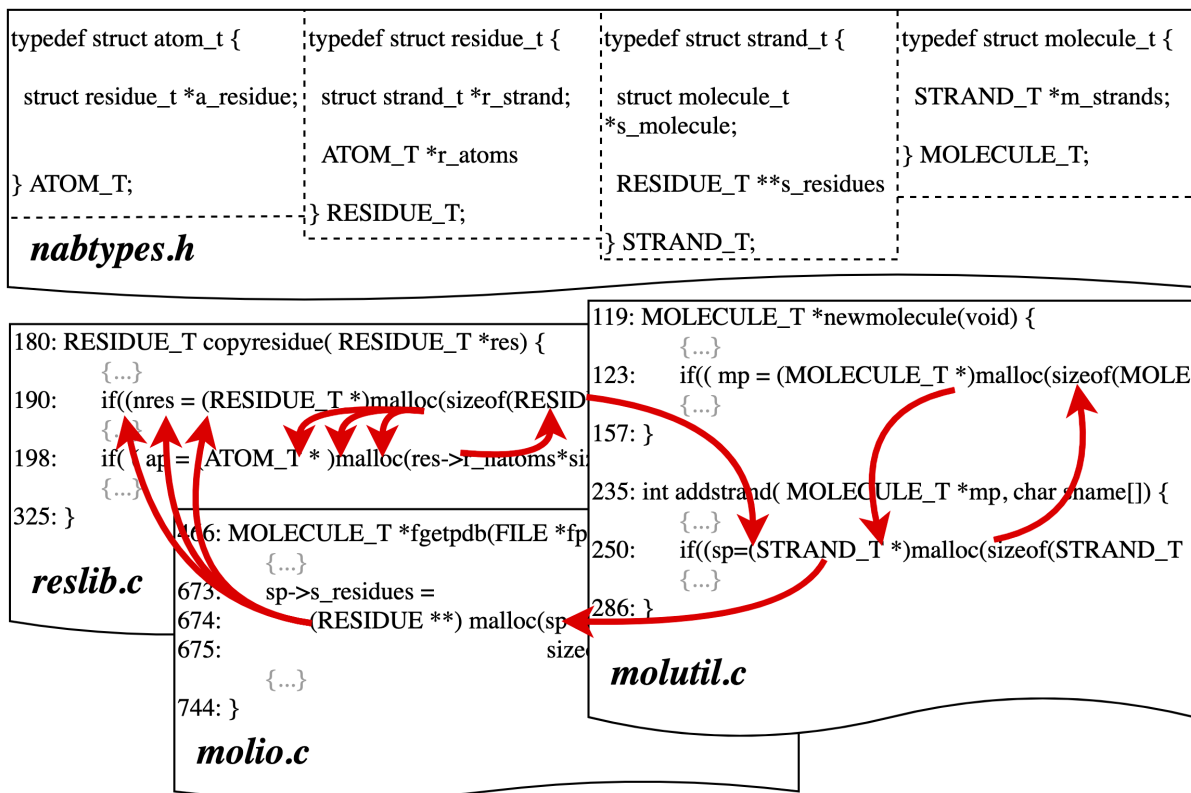 typedef struct atom_t {
struct residue_t *a_residue;
} ATOM_T;
typedef struct residue_t {
struct strand_t *r_strand;
ATOM_T *r_atoms
} RESIDUE_T;
typedef struct strand_t {
struct molecule_t
*s_molecule;
RESIDUE_T **s_residues
} STRAND_T;
typedef struct molecule_t {
STRAND_T *m_strands;
} MOLECULE_T;
nabtypes.h
180: RESIDUE_T copyresidue( RESIDUE_T *res) {
{...}
190: if((nres = (RESIDUE_T *)malloc(sizeof(RESID
{...}
198: if( ( ap = (ATOM_T * )malloc(res->r_natoms*siz
{...}
325: }
reslib.c
466: MOLECULE_T *fgetpdb(FILE *fp
{...}
673: sp->s_residues =
674: (RESIDUE **) malloc(sp
675: size
{...}
744: }
molio.c
119: MOLECULE_T *newmolecule(void) {
{...}
123: if(( mp = (MOLECULE_T *)malloc(sizeof(MOLE
{...}
157: }
235: int addstrand( MOLECULE_T *mp, char sname[]) {
{...}
250: if((sp=(STRAND_T *)malloc(sizeof(STRAND_T
{...}
286: }
molutil.c